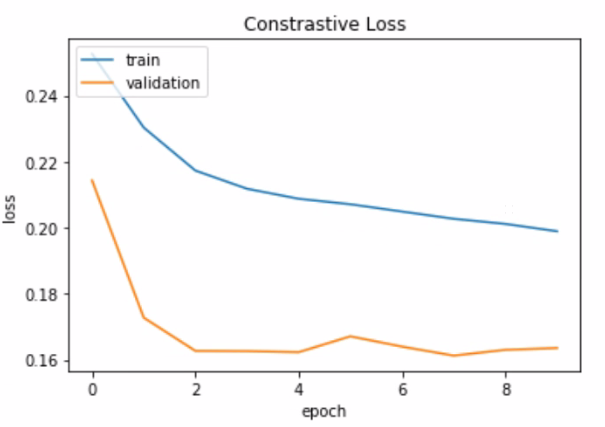 Constrastive Loss
train
validation
0.24
0.22
0.20
0.18
0.16
loss
0 2 4 6 8
epoch